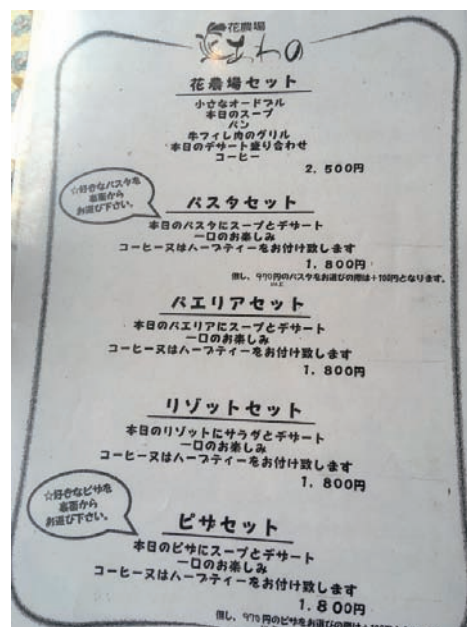 花農場
あわの
花農場セット
小さなオードブル
本日のスープ
パン
牛フィレ肉のグリル
本日のデザート盛り合わせ
コーヒー
2,500円
☆好きなパスタを
裏面から
お選び下さい。
パスタセット
本日のパスタにスープとデザート
一口のお楽しみ
コーヒー又はハーブティーをお付け致します
1,800円
但し、970円のパスタをお選びの際は+100円となります。
以上
パエリアセット
本日のパエリアにスープとデザート
一口のお楽しみ
コーヒー又はハーブティーをお付け致します
1,800円
リゾットセット
本日のリゾットにサラダとデザート
一口のお楽しみ
コーヒー又はハーブティーをお付け致します
1,800円
☆好きなピザを
裏面から
お選び下さい。
ピザセット
本日のピザにスープとデザート
一口のお楽しみ
コーヒー又はハーブティーをお付け致します
1,800円
但し、970円のピザをお選びの際は